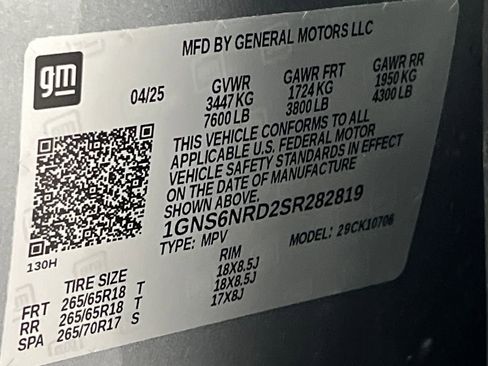 MFD BY GENERAL MOTORS LLC
gm
04/25
GVWR GAWR FRT GAWR RR
3447 KG 1724 KG 1950 KG
7600 LB 3800 LB 4300 LB
THIS VEHICLE CONFORMS TO ALL
APPLICABLE U.S. FEDERAL MOTOR
VEHICLE SAFETY STANDARDS IN EFFECT
ON THE DATE OF MANUFACTURE
SHOWN ABOVE.
1GNS6NRD2SR282819
TYPE: MPV MODEL: 29CK10706
130H
TIRE SIZE RIM
FRT 265/65R18 T 18X8.5J
RR 265/65R18 T 18X8.5J
SPA 265/70R17 S 17X8J